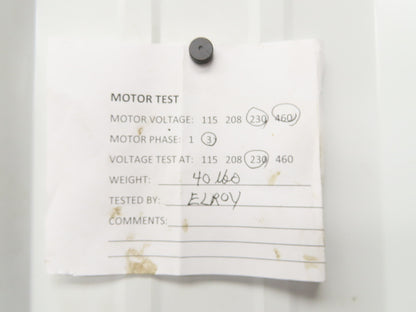 MOTOR TEST
MOTOR VOLTAGE: 115 208 230 460
MOTOR PHASE: 1 3
VOLTAGE TEST AT: 115 208 230 460
WEIGHT: 40 lbs
TESTED BY: ELROY
COMMENTS: